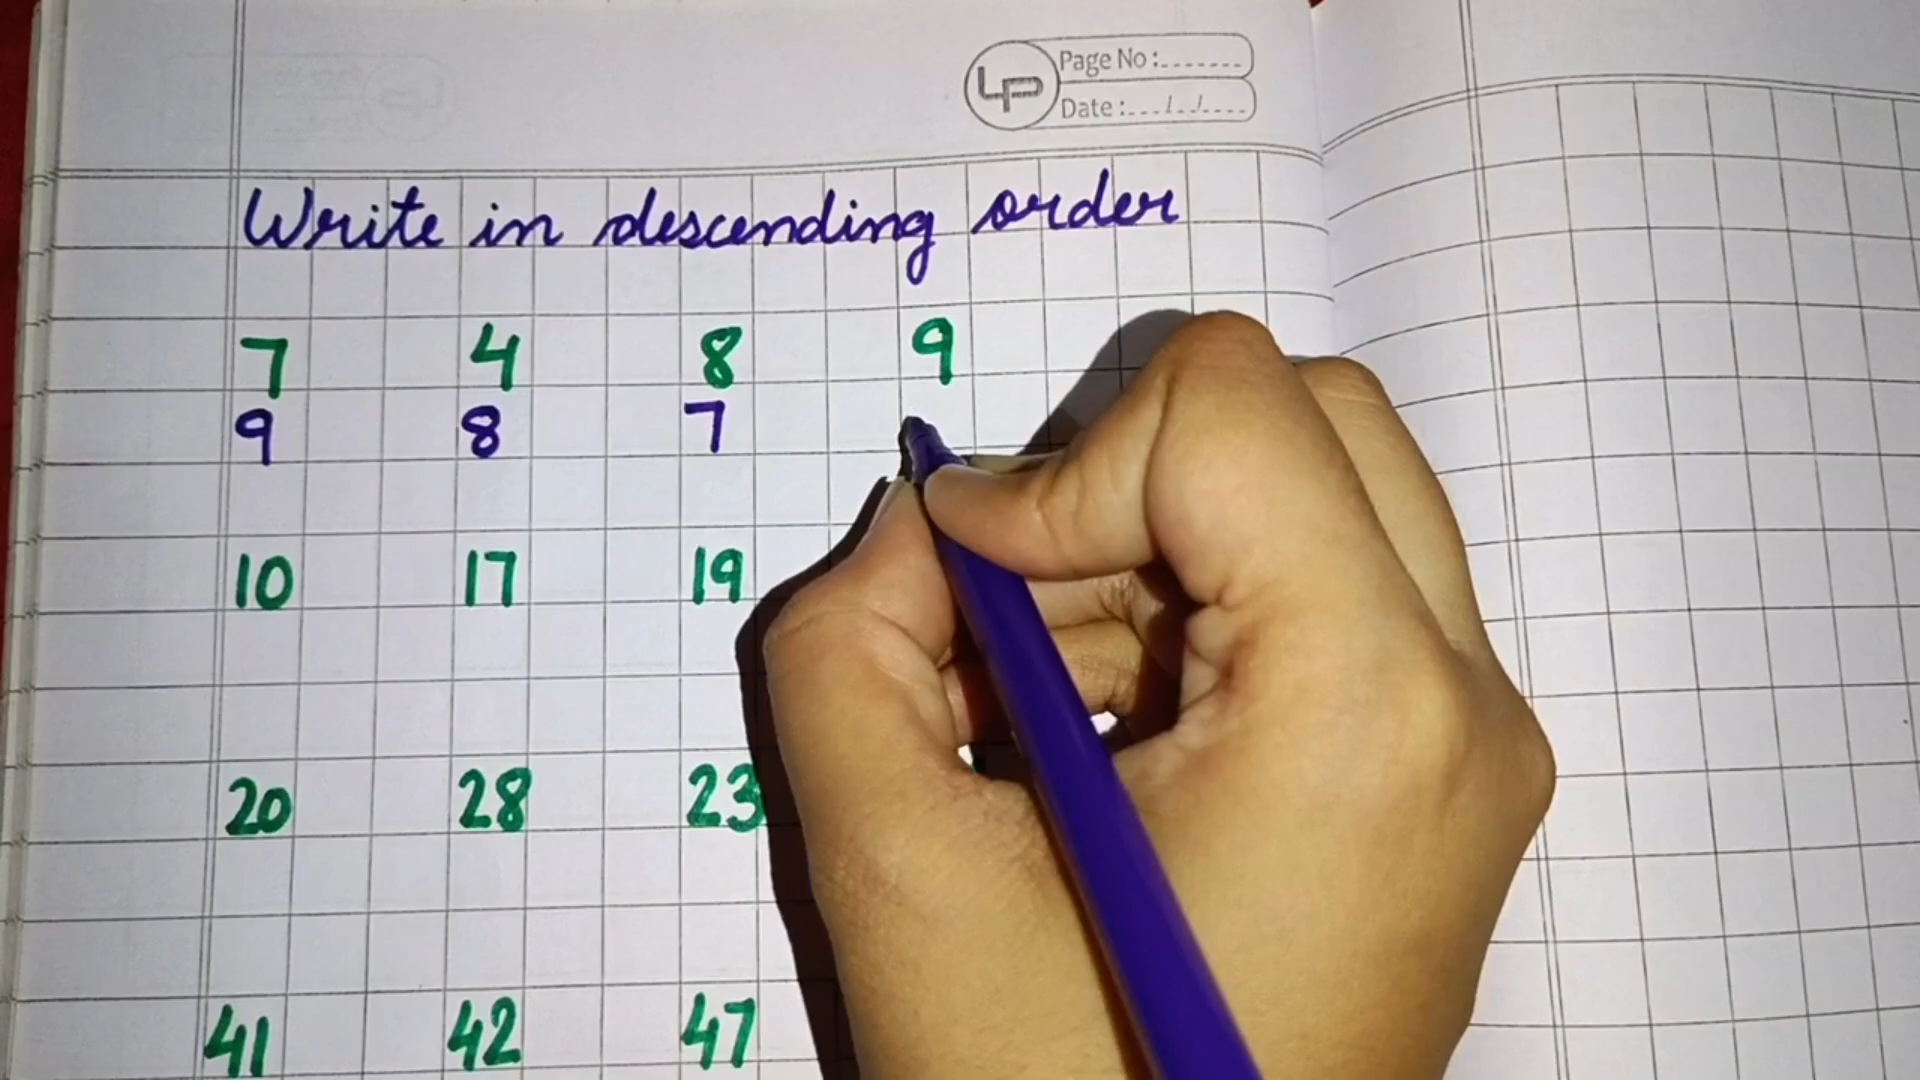 LP
Page No :.......
Date :.../../....
Write in descending order
7 4 8 9
9 8 7
10 17 19
20 28 23
41 42 47